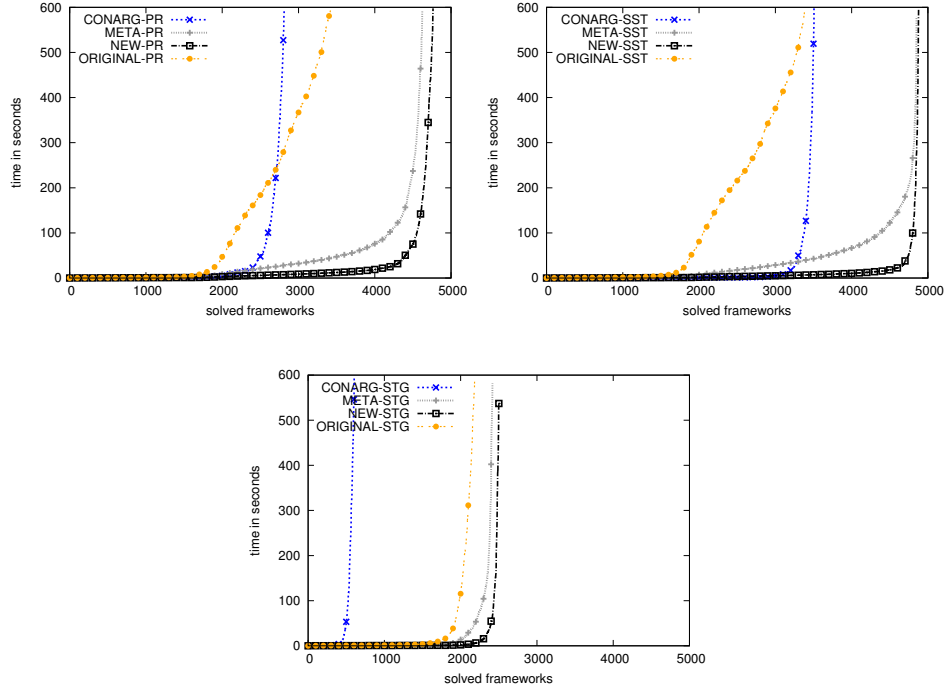 600
500
400
300
200
100
0
time in seconds
0 1000 2000 3000 4000 5000
solved frameworks
CONARG-PR
META-PR
NEW-PR
ORIGINAL-PR
600
500
400
300
200
100
0
time in seconds
0 1000 2000 3000 4000 5000
solved frameworks
CONARG-SST
META-SST
NEW-SST
ORIGINAL-SST
600
500
400
300
200
100
0
time in seconds
0 1000 2000 3000 4000 5000
solved frameworks
CONARG-STG
META-STG
NEW-STG
ORIGINAL-STG